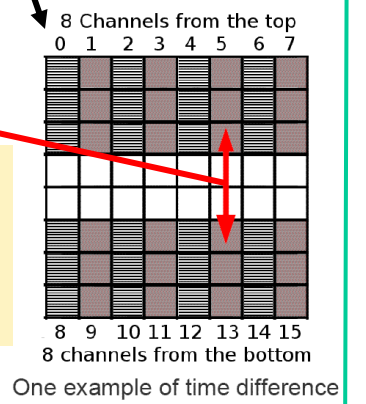 8 Channels from the top
0 1 2 3 4 5 6 7
8 9 10 11 12 13 14 15
8 channels from the bottom
One example of time difference